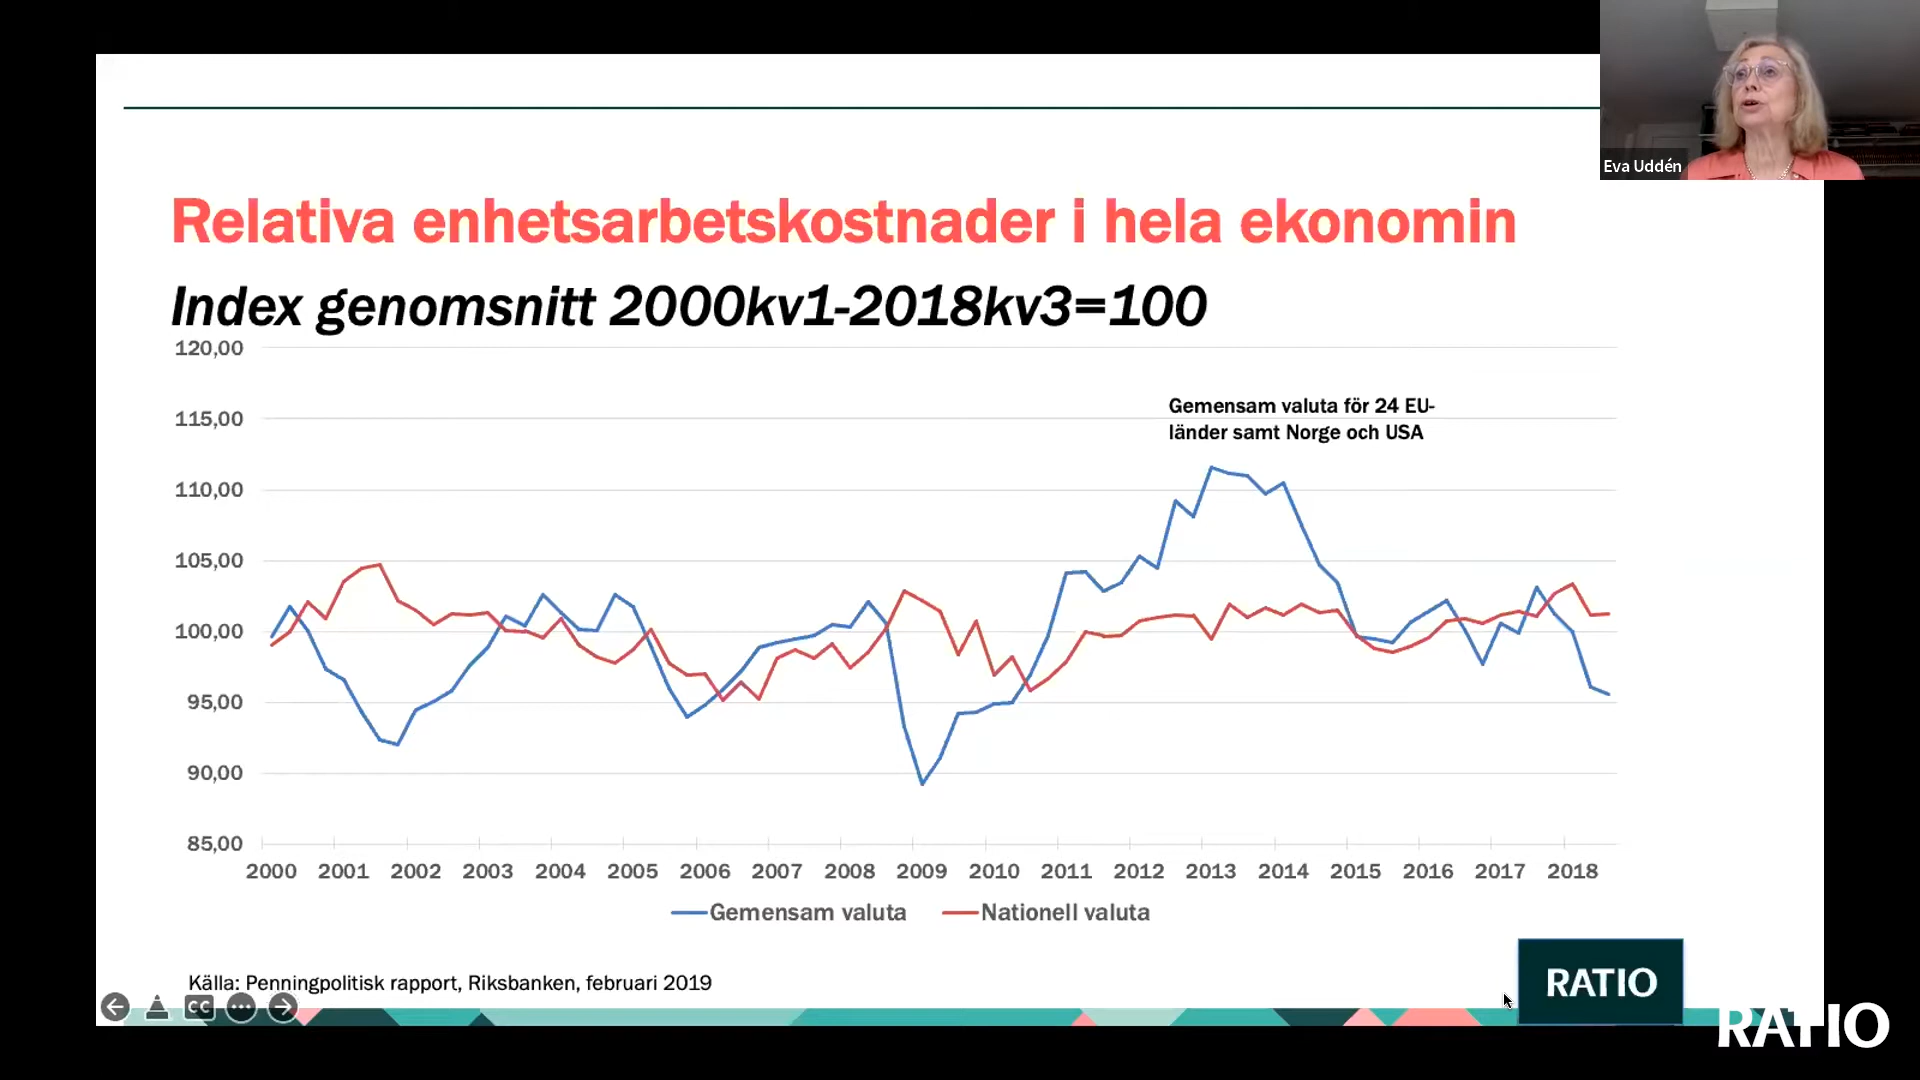 Eva Uddén
Relativa enhetsarbetskostnader i hela ekonomin
Index genomsnitt 2000kv1-2018kv3=100
120,00
Gemensam valuta för 24 EU-
länder samt Norge och USA
115,00
110,00
105,00
100,00
95,00
90,00
85,00
2000 2001 2002 2003 2004 2005 2006 2007 2008 2009 2010 2011 2012 2013 2014 2015 2016 2017 2018
Gemensam valuta Nationell valuta
Källa: Penningpolitisk rapport, Riksbanken, februari 2019
CC
RATIO
RATIO